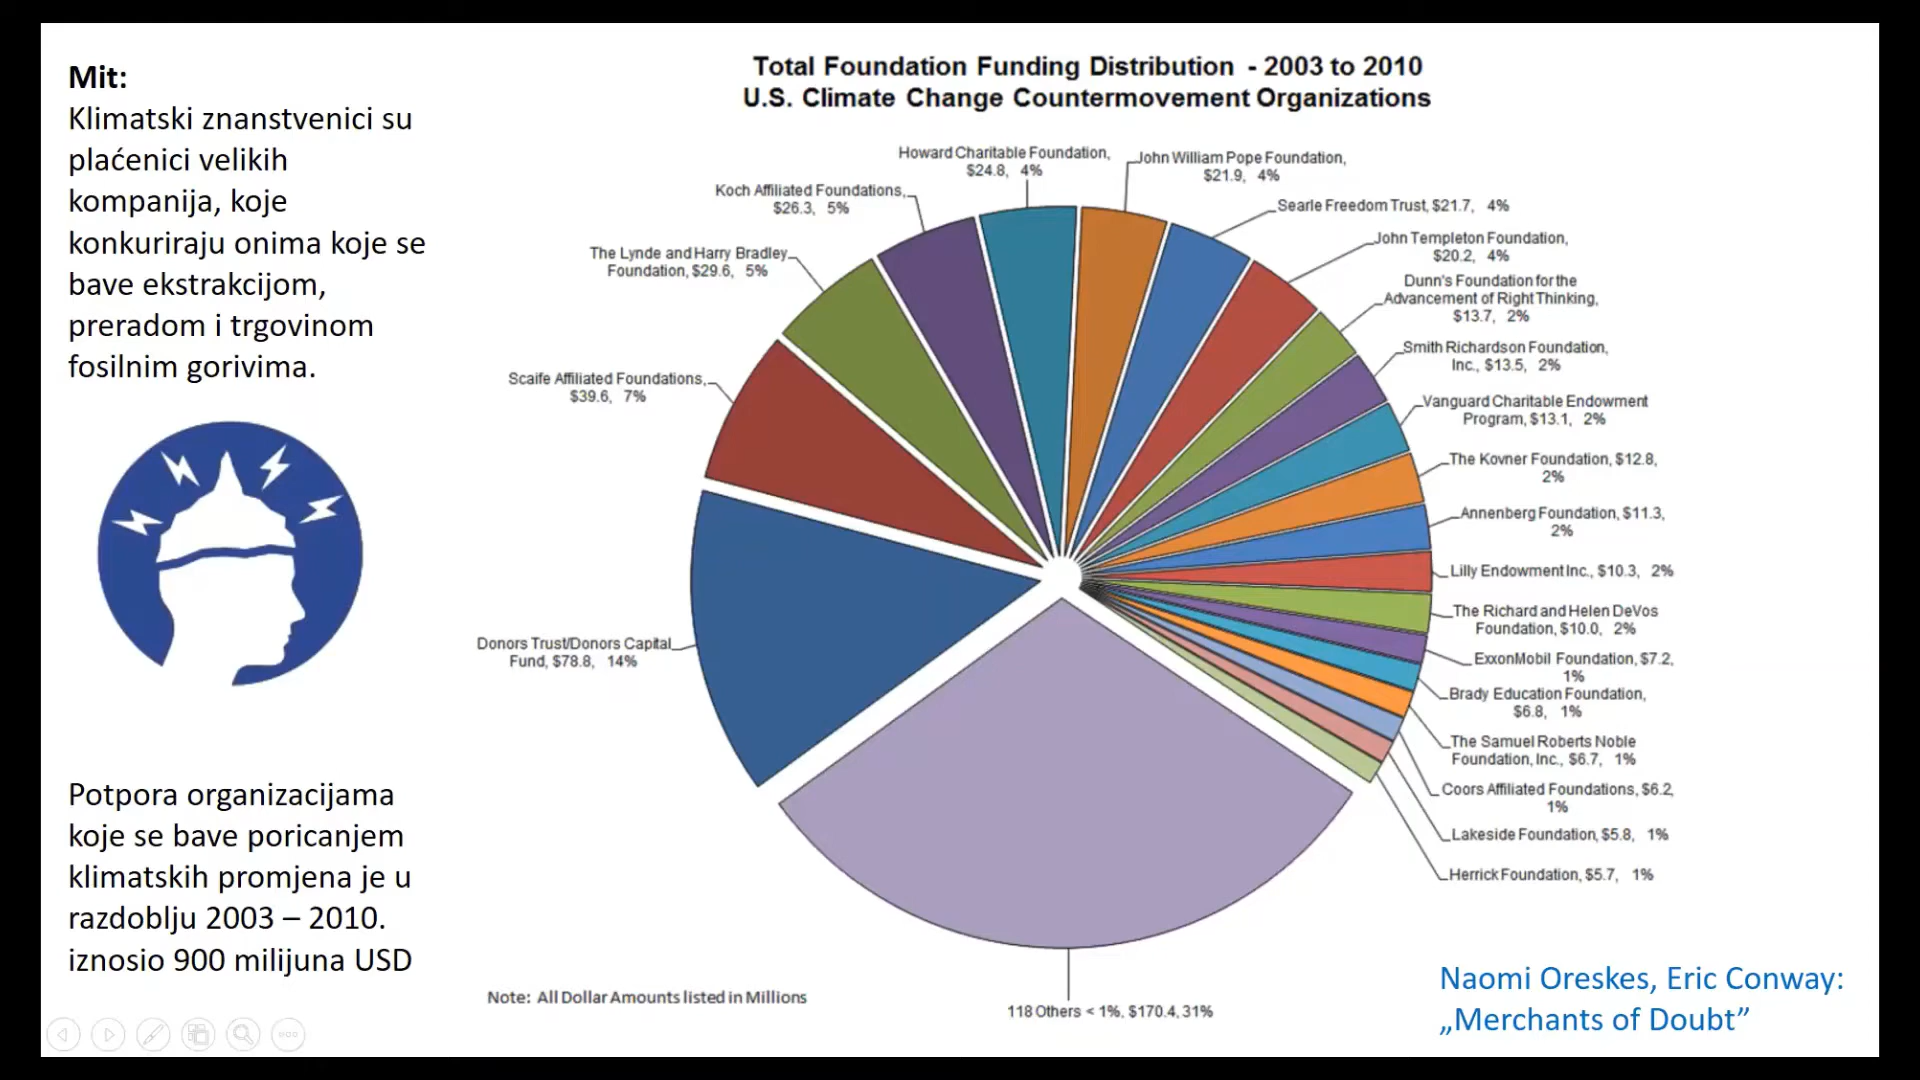 Mit:
Klimatski znanstvenici su
plaćenici velikih
kompanija, koje
konkuriraju onima koje se
bave ekstrakcijom,
preradom i trgovinom
fosilnim gorivima.
Potpora organizacijama
koje se bave poricanjem
klimatskih promjena je u
razdoblju 2003 – 2010.
iznosio 900 milijuna USD
Total Foundation Funding Distribution - 2003 to 2010
U.S. Climate Change Countermovement Organizations
Howard Charitable Foundation,
$24.8, 4%
John William Pope Foundation,
$21.9, 4%
Koch Affiliated Foundations,
$26.3, 5%
Searle Freedom Trust, $21.7, 4%
The Lynde and Harry Bradley
Foundation, $29.6, 5%
John Templeton Foundation,
$20.2, 4%
Dunn's Foundation for the
Advancement of Right Thinking,
$13.7, 2%
Smith Richardson Foundation,
Inc., $13.5, 2%
Scaife Affiliated Foundations,
$39.6, 7%
Vanguard Charitable Endowment
Program, $13.1, 2%
The Kovner Foundation, $12.8,
2%
Annenberg Foundation, $11.3,
2%
Lilly Endowment Inc., $10.3, 2%
The Richard and Helen DeVos
Foundation, $10.0, 2%
Donors Trust/Donors Capital
Fund, $78.8, 14%
ExxonMobil Foundation, $7.2,
1%
Brady Education Foundation,
$6.8, 1%
The Samuel Roberts Noble
Foundation, Inc., $6.7, 1%
Coors Affiliated Foundations, $6.2,
1%
Lakeside Foundation, $5.8, 1%
Herrick Foundation, $5.7, 1%
118 Others < 1%, $170.4, 31%
Note: All Dollar Amounts listed in Millions
Naomi Oreskes, Eric Conway:
„Merchants of Doubt”